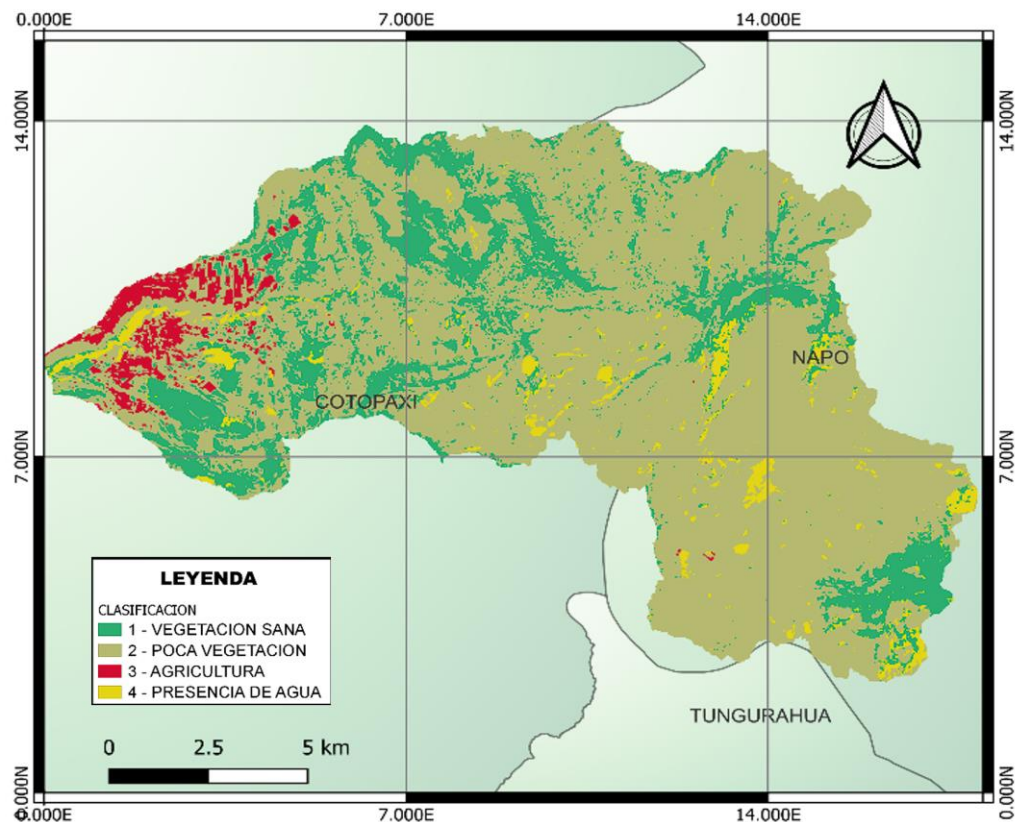 0.000E 7.000E 14.000E
14.000N 14.000N
NAPO
COTOPAXI
7.000N 7.000N
LEYENDA
CLASIFICACION
1 - VEGETACION SANA
2 - POCA VEGETACION
3 - AGRICULTURA
4 - PRESENCIA DE AGUA
TUNGURAHUA
0 2.5 5 km
0.000N 0.000N
0.000E 7.000E 14.000E